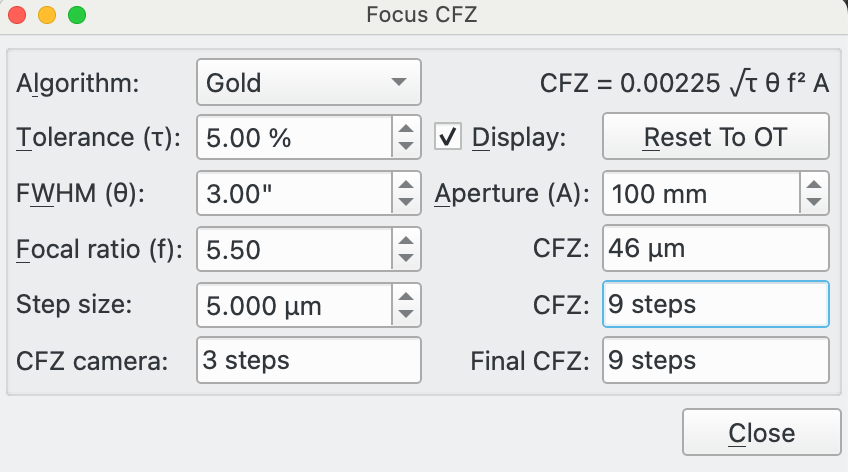 Focus CFZ
Algorithm: Gold CFZ = 0.00225 √τ θ f² A
Tolerance (τ): 5.00 % Display: Reset To OT
FWHM (θ): 3.00" Aperture (A): 100 mm
Focal ratio (f): 5.50 CFZ: 46 µm
Step size: 5.000 µm CFZ: 9 steps
CFZ camera: 3 steps Final CFZ: 9 steps
Close